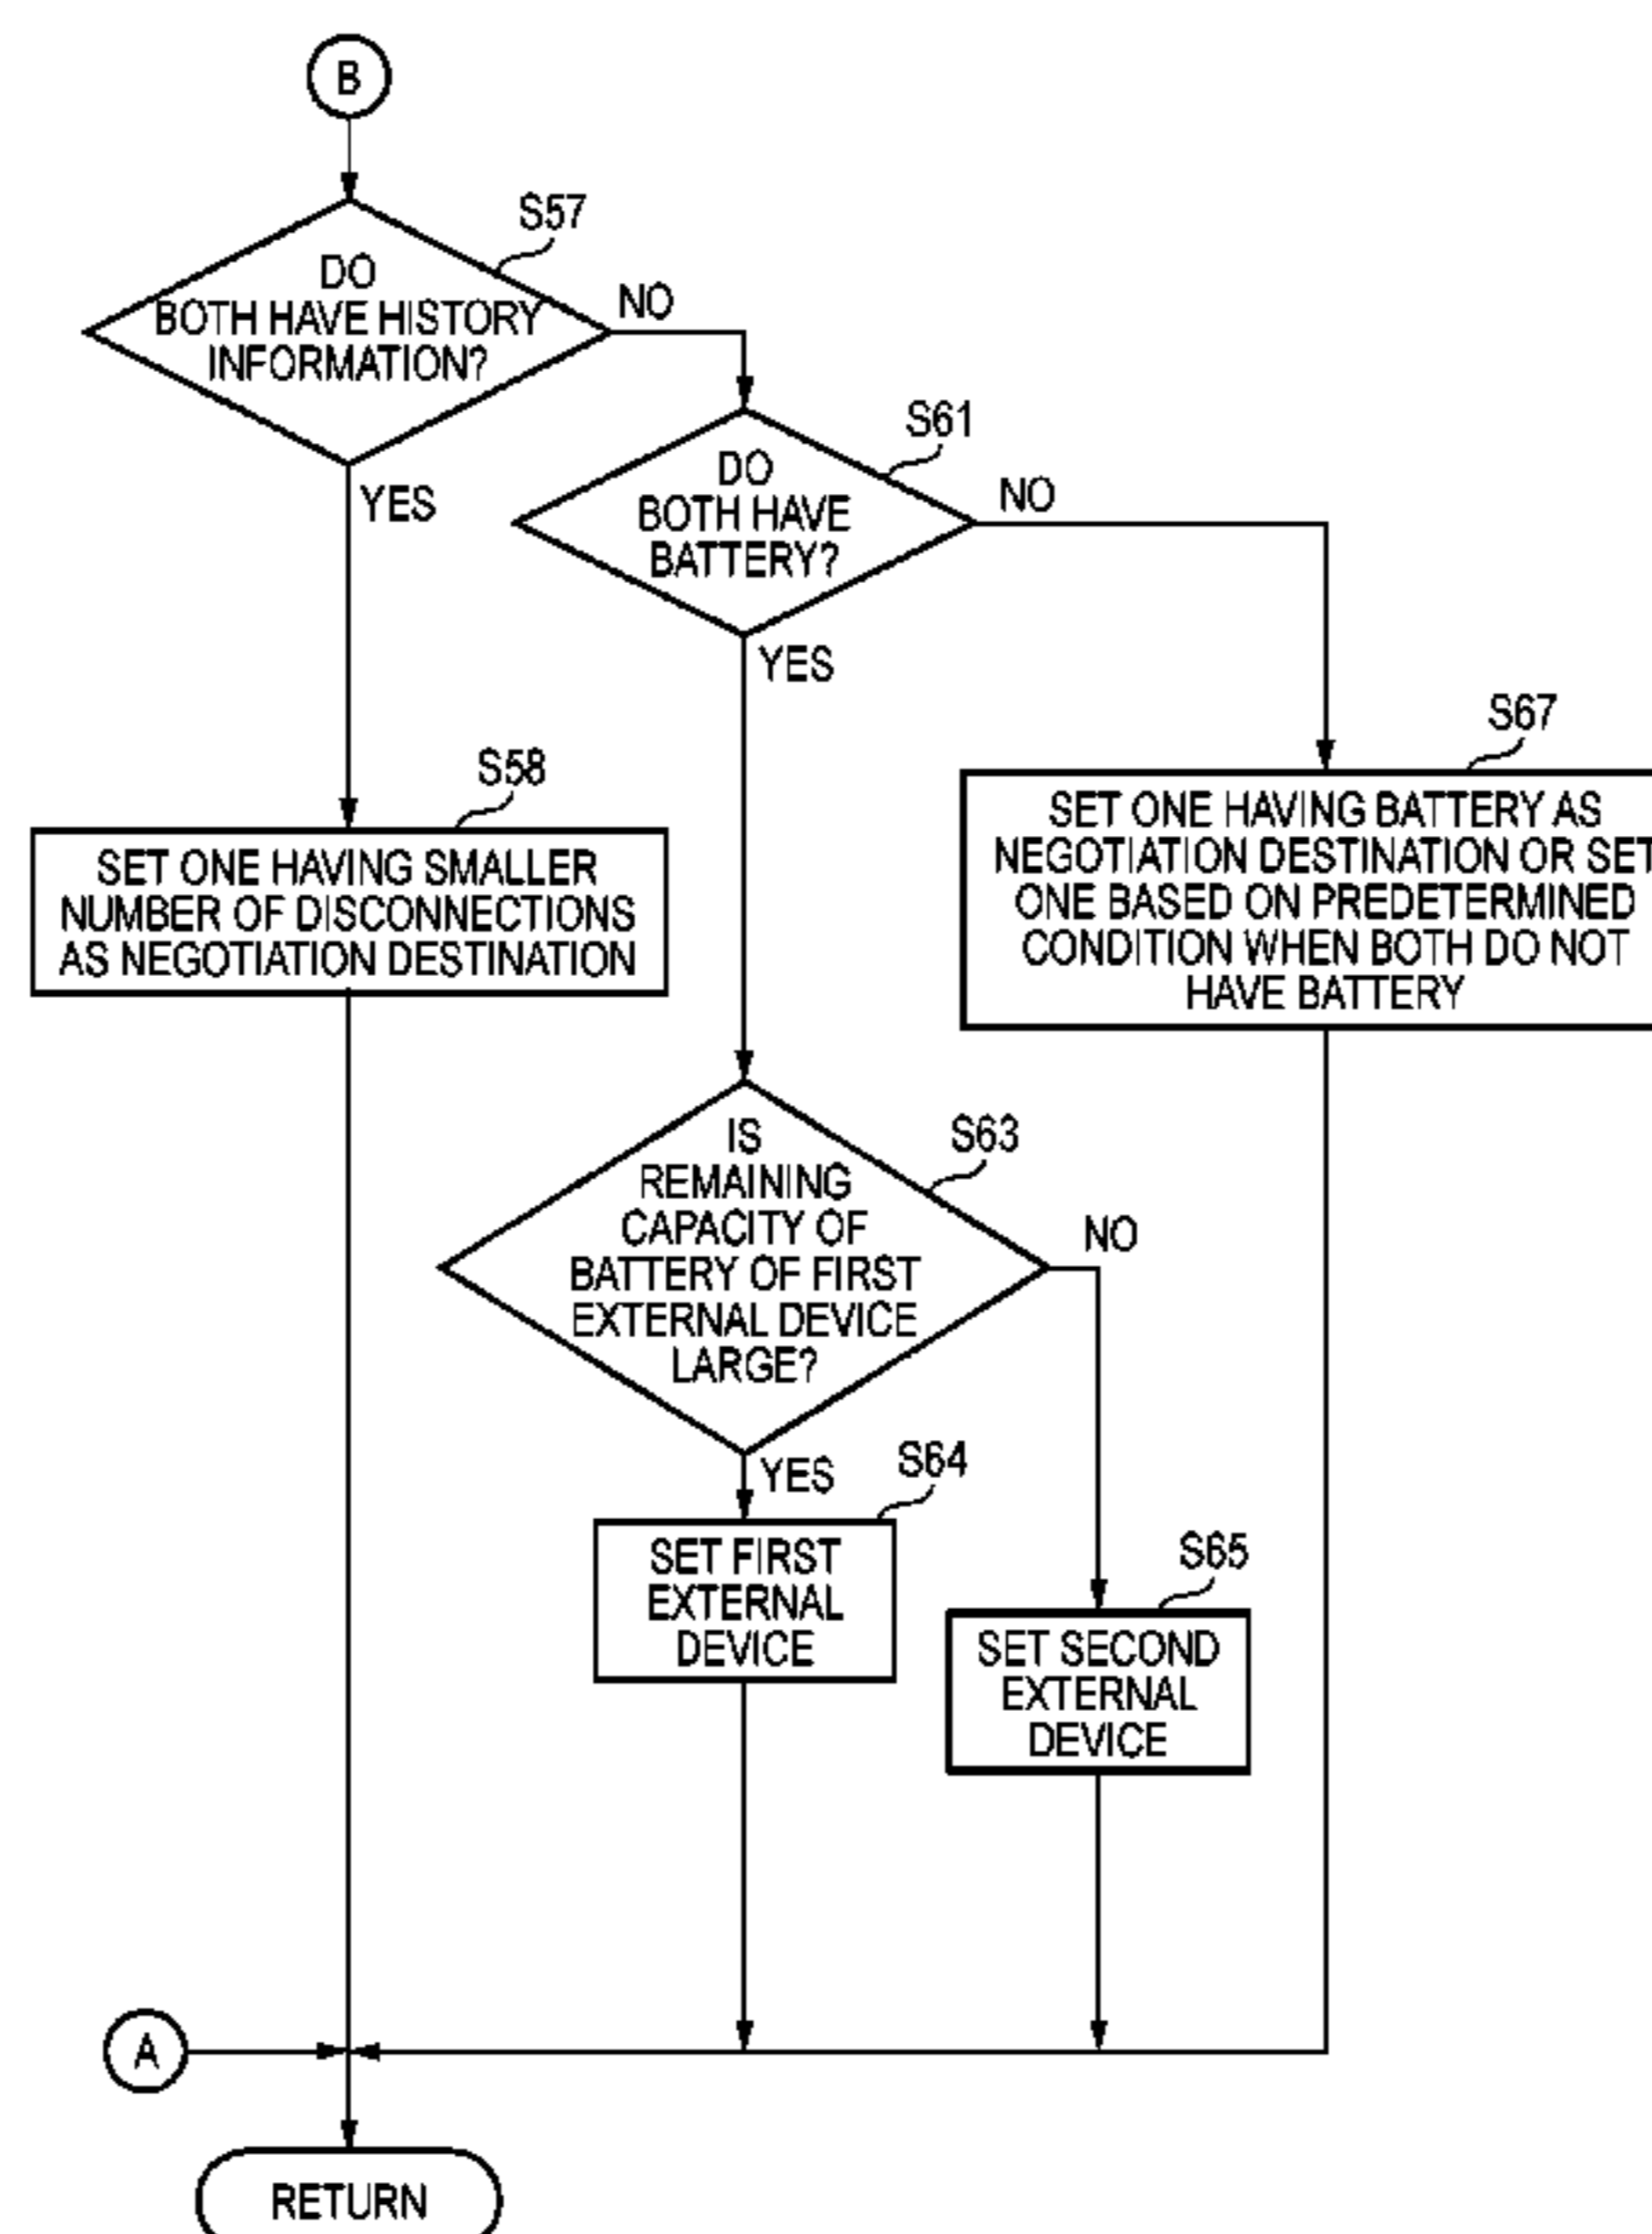 B
S57
DO
BOTH HAVE HISTORY
INFORMATION?
NO
YES
S61
DO
BOTH HAVE
BATTERY?
NO
YES
S58
SET ONE HAVING SMALLER
NUMBER OF DISCONNECTIONS
AS NEGOTIATION DESTINATION
S67
SET ONE HAVING BATTERY AS
NEGOTIATION DESTINATION OR SET
ONE BASED ON PREDETERMINED
CONDITION WHEN BOTH DO NOT
HAVE BATTERY
S63
IS
REMAINING
CAPACITY OF
BATTERY OF FIRST
EXTERNAL DEVICE
LARGE?
NO
YES
S64
SET FIRST
EXTERNAL
DEVICE
S65
SET SECOND
EXTERNAL
DEVICE
A
RETURN